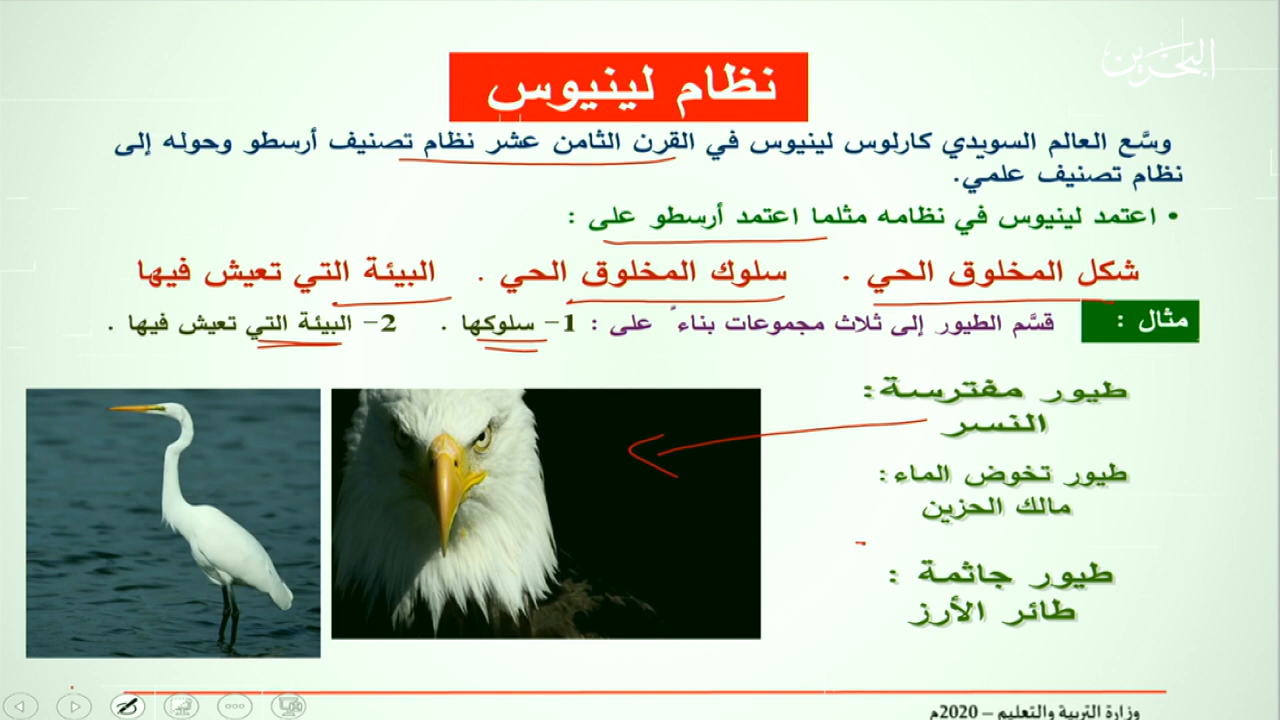 البحرين
نظام لينيوس
وسَّع العالم السويدي كارلوس لينيوس في القرن الثامن عشر نظام تصنيف أرسطو وحوله إلى
نظام تصنيف علمي.
• اعتمد لينيوس في نظامه مثلما اعتمد أرسطو على :
شكل المخلوق الحي . سلوك المخلوق الحي . البيئة التي تعيش فيها
مثال : قسَّم الطيور إلى ثلاث مجموعات بناءً على : 1- سلوكها . 2- البيئة التي تعيش فيها .
طيور مفترسة:
النسر
طيور تخوض الماء:
مالك الحزين
طيور جاثمة :
طائر الأرز
وزارة التربية والتعليم – 2020م